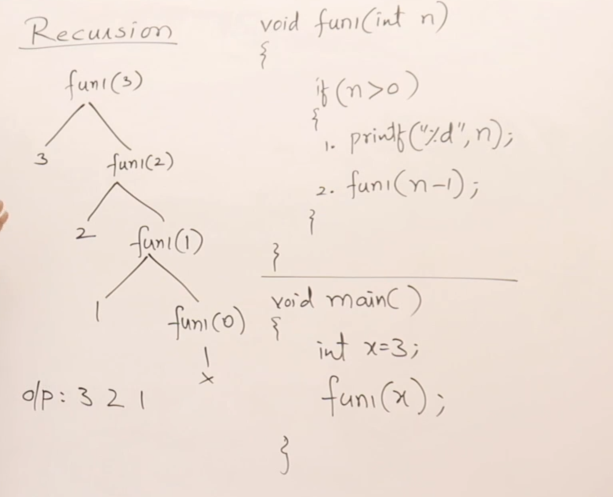 Recursion
fun1(3)
3 fun1(2)
2 fun1(1)
1 fun1(0)
x
o/p: 3 2 1
void fun1(int n)
{
if(n>0)
{
1. printf("%d",n);
2. fun1(n-1);
}
}
void main()
{
int x=3;
fun1(x);
}